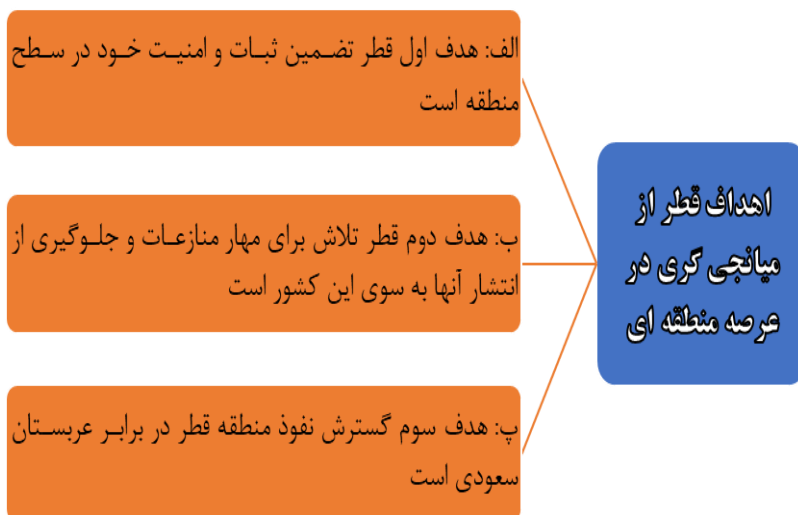 اهداف قطر از
میانجی گری در
عرصه منطقه ای
الف: هدف اول قطر تضمین ثبات و امنیت خود در سطح
منطقه است
ب: هدف دوم قطر تلاش برای مهار منازعات و جلوگیری از
انتشار آنها به سوی این کشور است
پ: هدف سوم گسترش نفوذ منطقه قطر در برابر عربستان
سعودی است